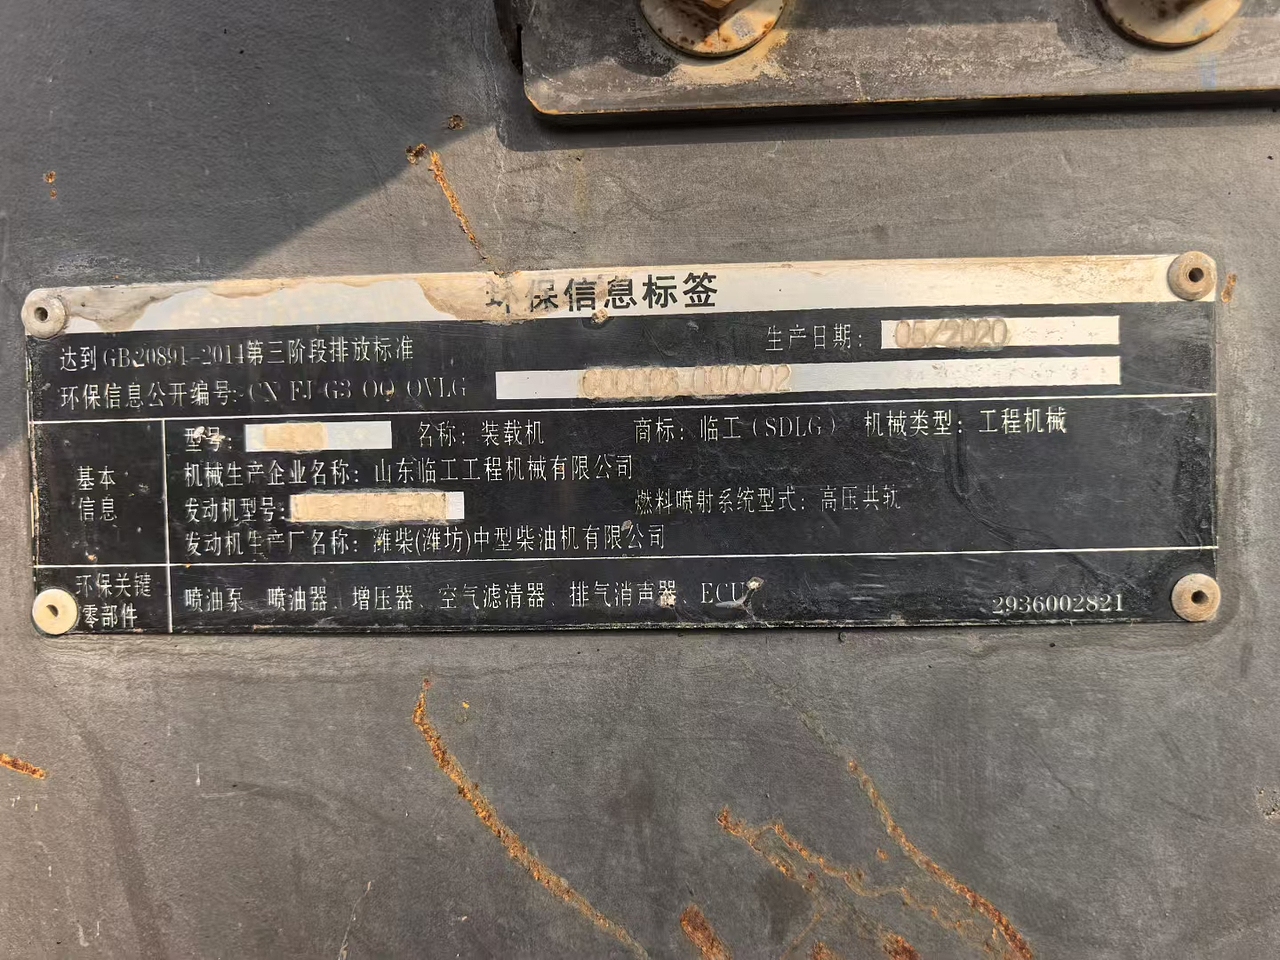 环保信息标签
达到GB20891-2014第三阶段排放标准 生产日期: 05/2020
环保信息公开编号: CN FJ G3 OO OVLG G00003 000002
基本信息
型号: 名称: 装载机 商标: 临工(SDLG) 机械类型: 工程机械
机械生产企业名称: 山东临工工程机械有限公司
发动机型号: 燃料喷射系统型式: 高压共轨
发动机生产厂名称: 潍柴(潍坊)中型柴油机有限公司
环保关键零部件
喷油泵、喷油器、增压器、空气滤清器、排气消声器、ECU
2936002821